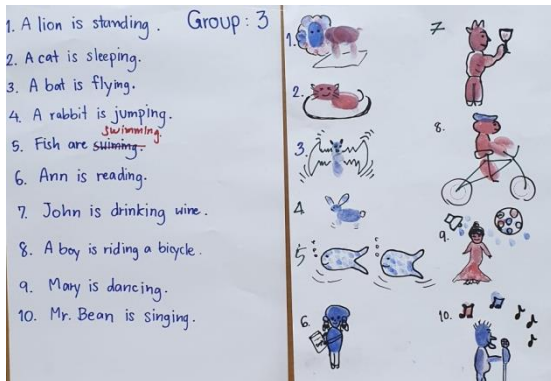 Group : 3
1. A lion is standing.
2. A cat is sleeping.
3. A bat is flying.
4. A rabbit is jumping.
swimming.
5. Fish are swiming.
6. Ann is reading.
7. John is drinking wine.
8. A boy is riding a bicycle.
9. Mary is dancing.
10. Mr. Bean is singing.
1.
2.
3.
4.
5
6.
7.
8.
9.
10.